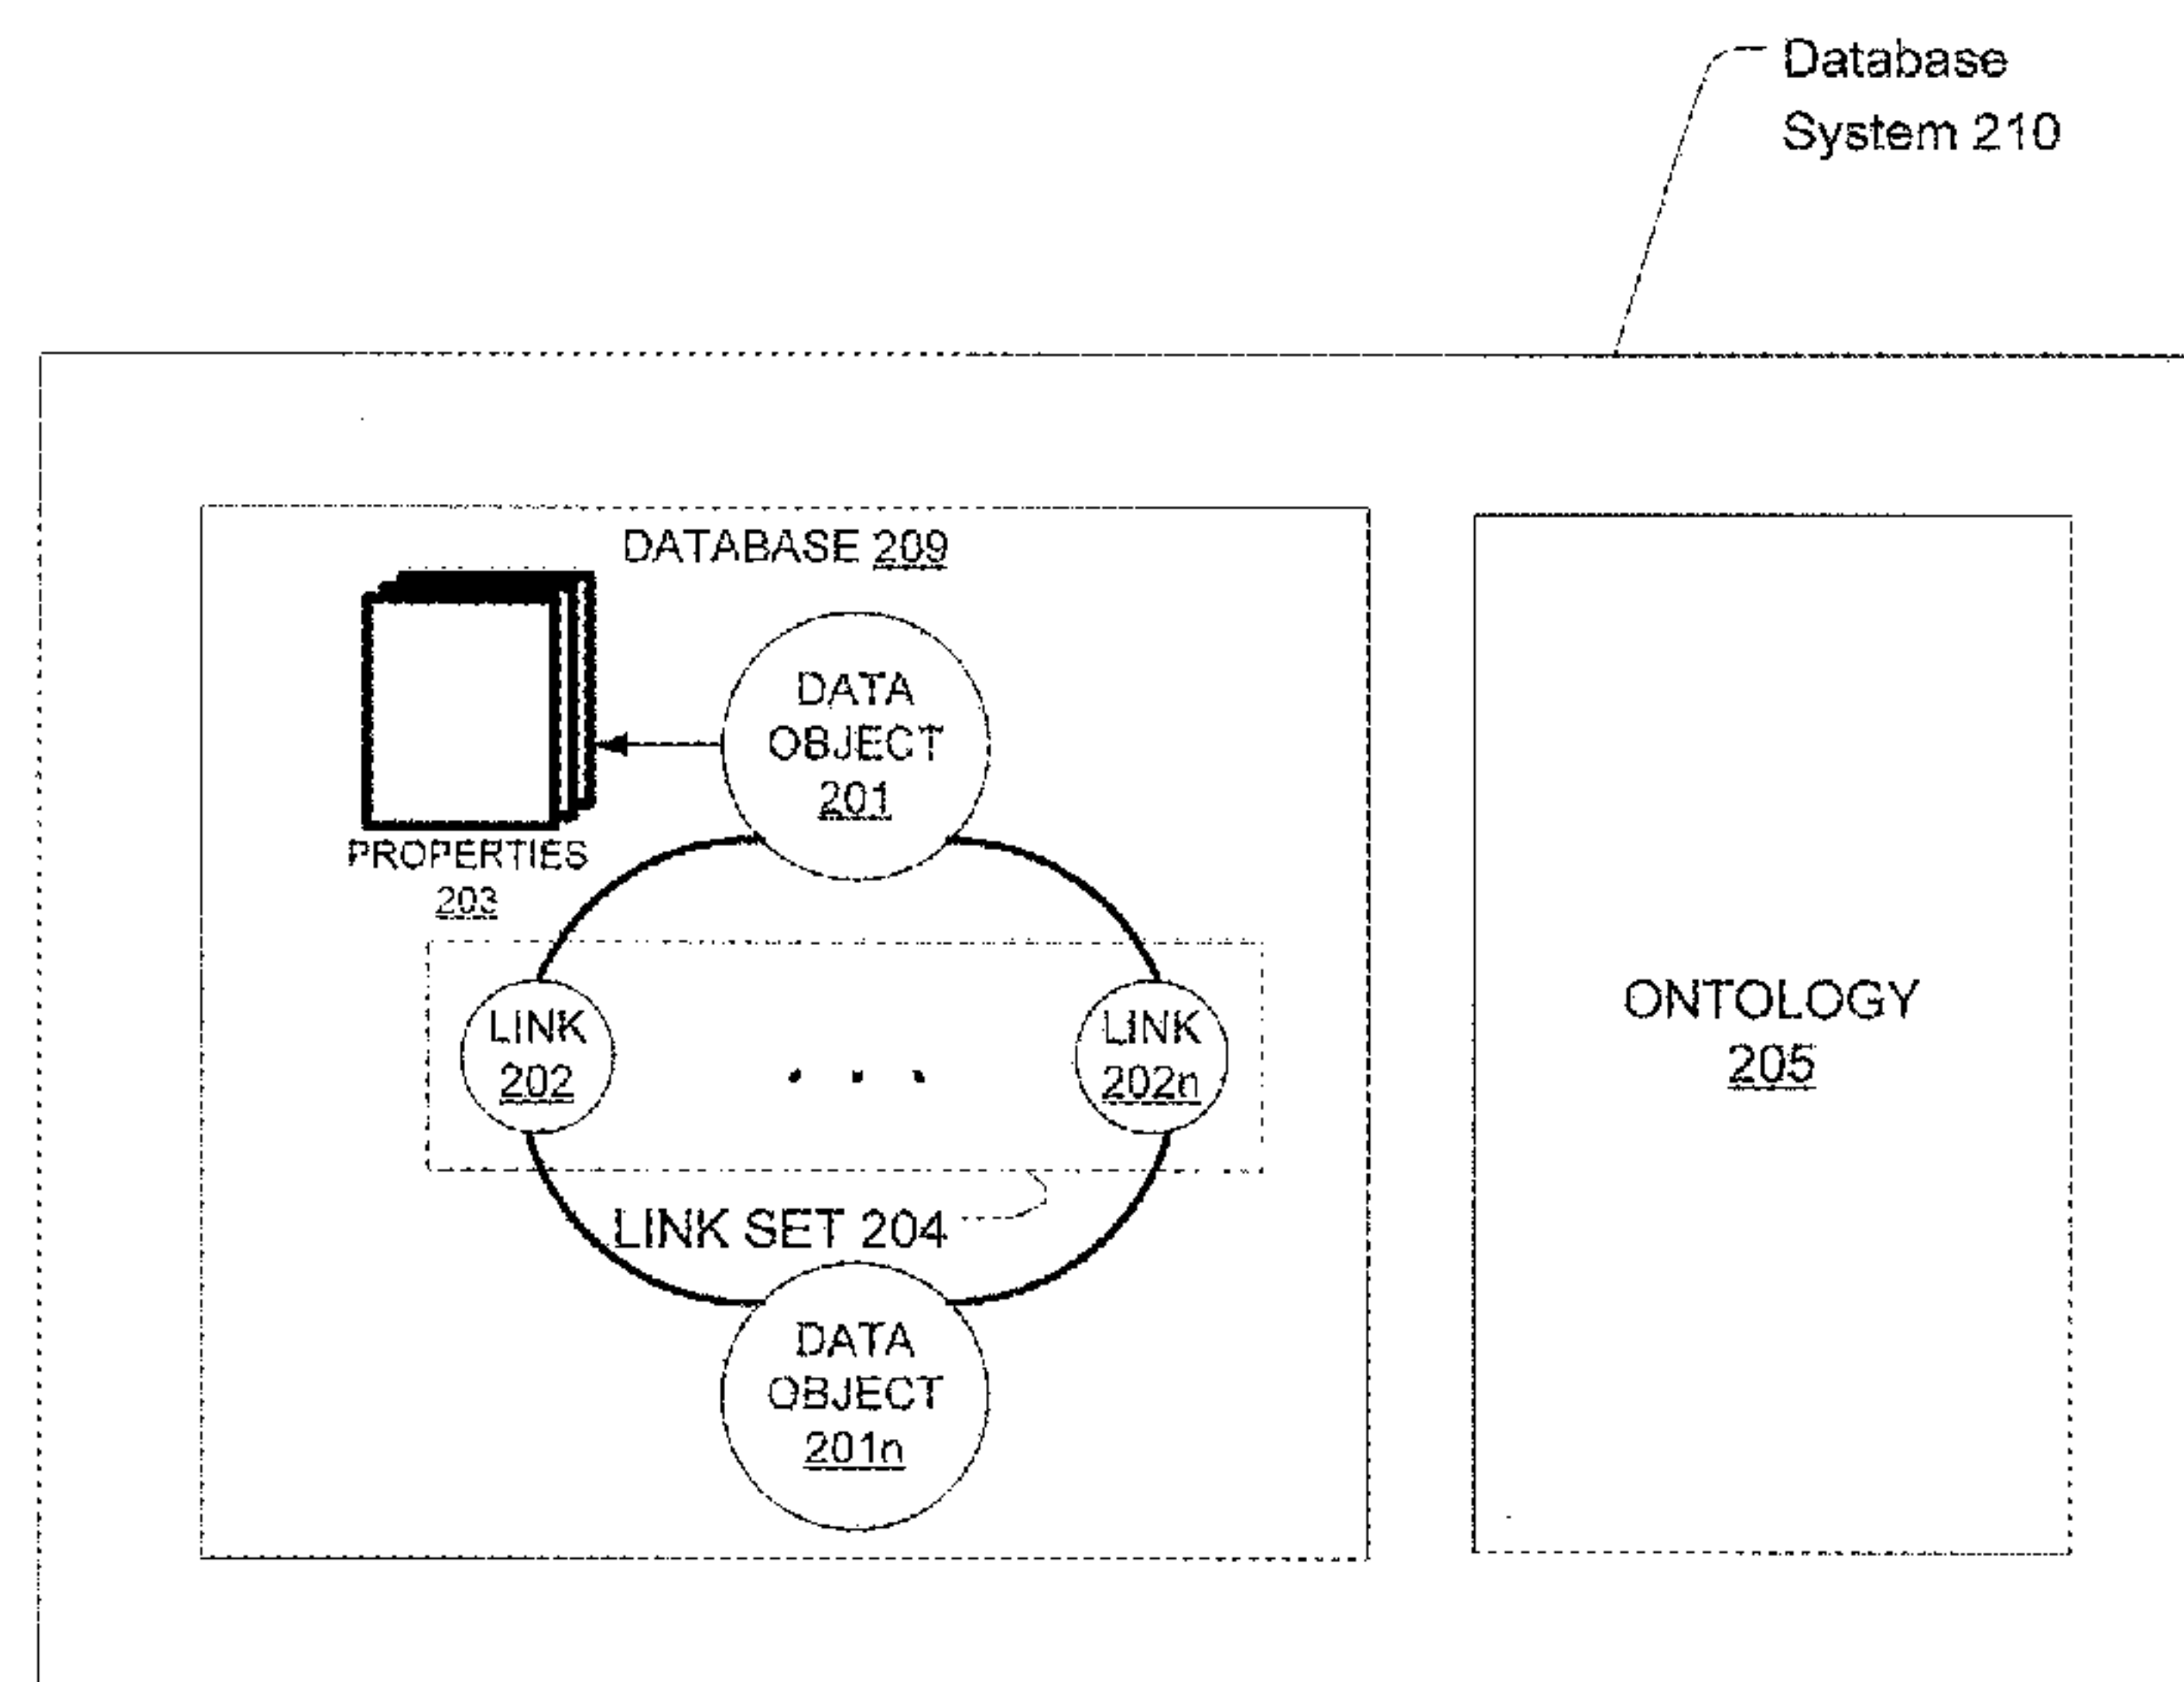 Database
System 210
DATABASE 209
DATA
OBJECT
201
PROPERTIES
203
LINK
202
. . .
LINK
202n
LINK SET 204
DATA
OBJECT
201n
ONTOLOGY
205